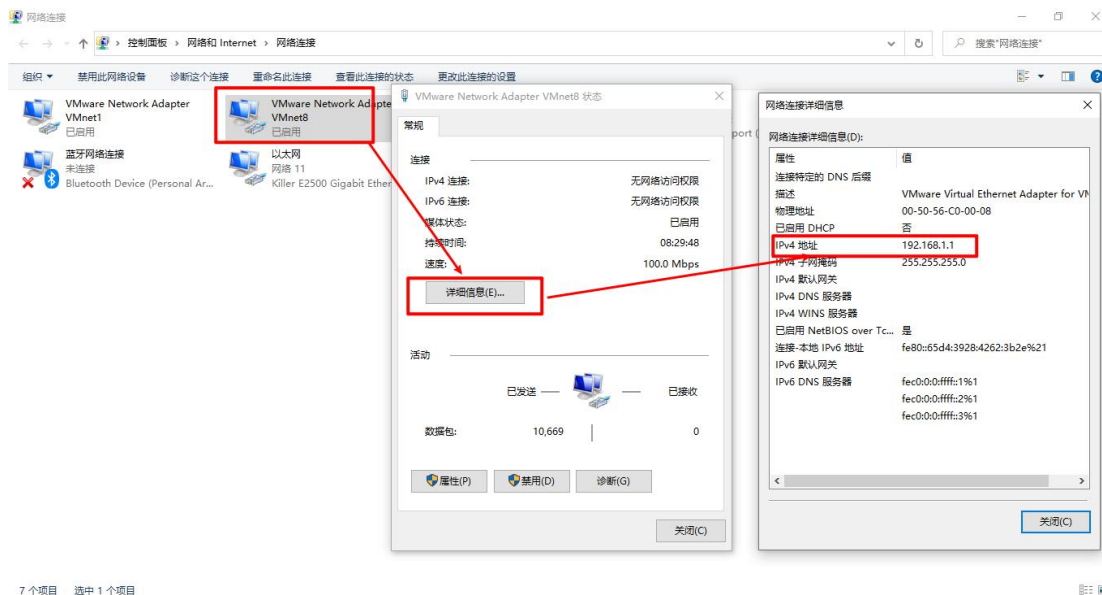 网络连接
控制面板 › 网络和 Internet › 网络连接
搜索"网络连接"
组织 禁用此网络设备 诊断这个连接 重命名此连接 查看此连接的状态 更改此连接的设置
VMware Network Adapter
VMnet1
已启用
VMware Network Adapte
VMnet8
已启用
蓝牙网络连接
未连接
Bluetooth Device (Personal Ar...
以太网
网络 11
Killer E2500 Gigabit Ether
port (
VMware Network Adapter VMnet8 状态
常规
连接
IPv4 连接: 无网络访问权限
IPv6 连接: 无网络访问权限
媒体状态: 已启用
持续时间: 08:29:48
速度: 100.0 Mbps
详细信息(E)...
活动
已发送 已接收
数据包: 10,669 0
属性(P) 禁用(D) 诊断(G)
关闭(C)
网络连接详细信息
网络连接详细信息(D):
属性 值
连接特定的 DNS 后缀
描述 VMware Virtual Ethernet Adapter for VM
物理地址 00-50-56-C0-00-08
已启用 DHCP 否
IPv4 地址 192.168.1.1
IPv4 子网掩码 255.255.255.0
IPv4 默认网关
IPv4 DNS 服务器
IPv4 WINS 服务器
已启用 NetBIOS over Tc... 是
连接-本地 IPv6 地址 fe80::65d4:3928:4262:3b2e%21
IPv6 默认网关
IPv6 DNS 服务器 fec0:0:0:ffff::1%1
fec0:0:0:ffff::2%1
fec0:0:0:ffff::3%1
关闭(C)
7 个项目 选中 1 个项目